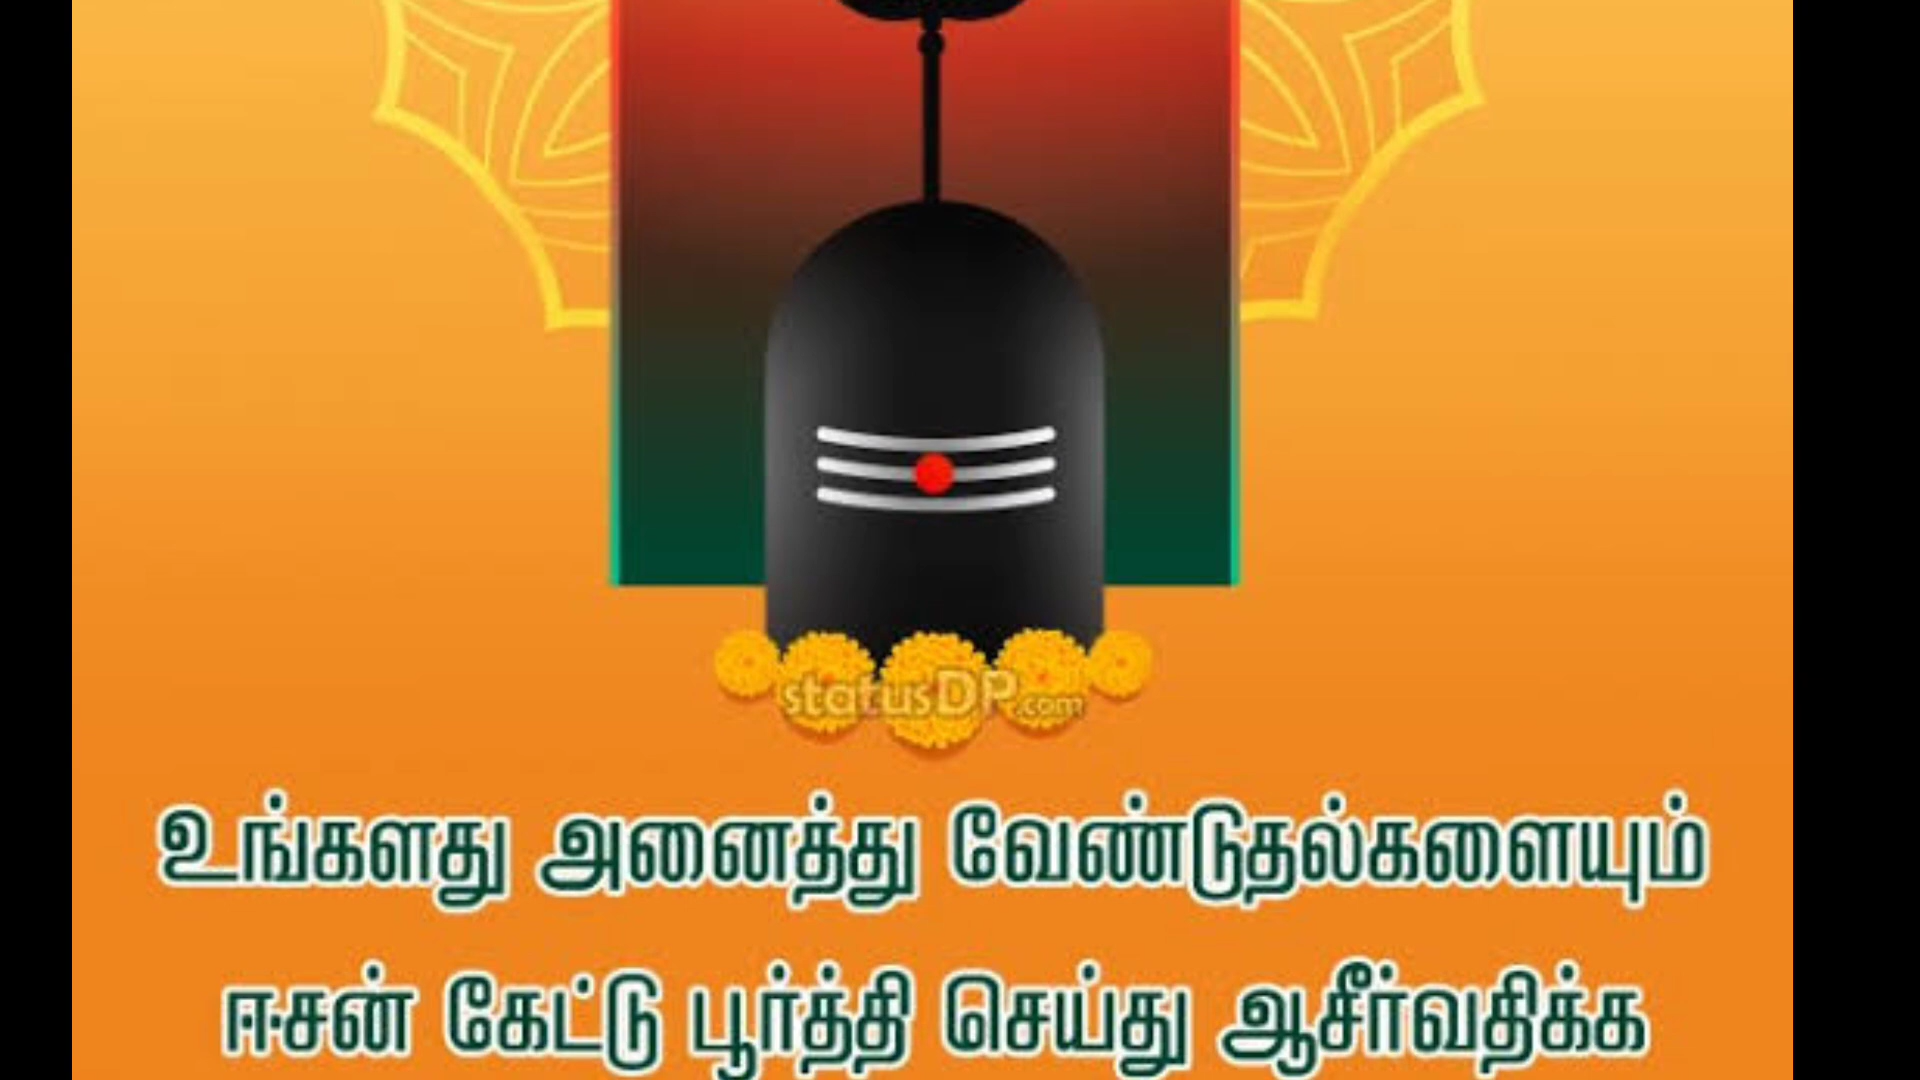 statusDP.com
உங்களது அனைத்து வேண்டுதல்களையும்
ஈசன் கேட்டு பூர்த்தி செய்து ஆசீர்வதிக்க